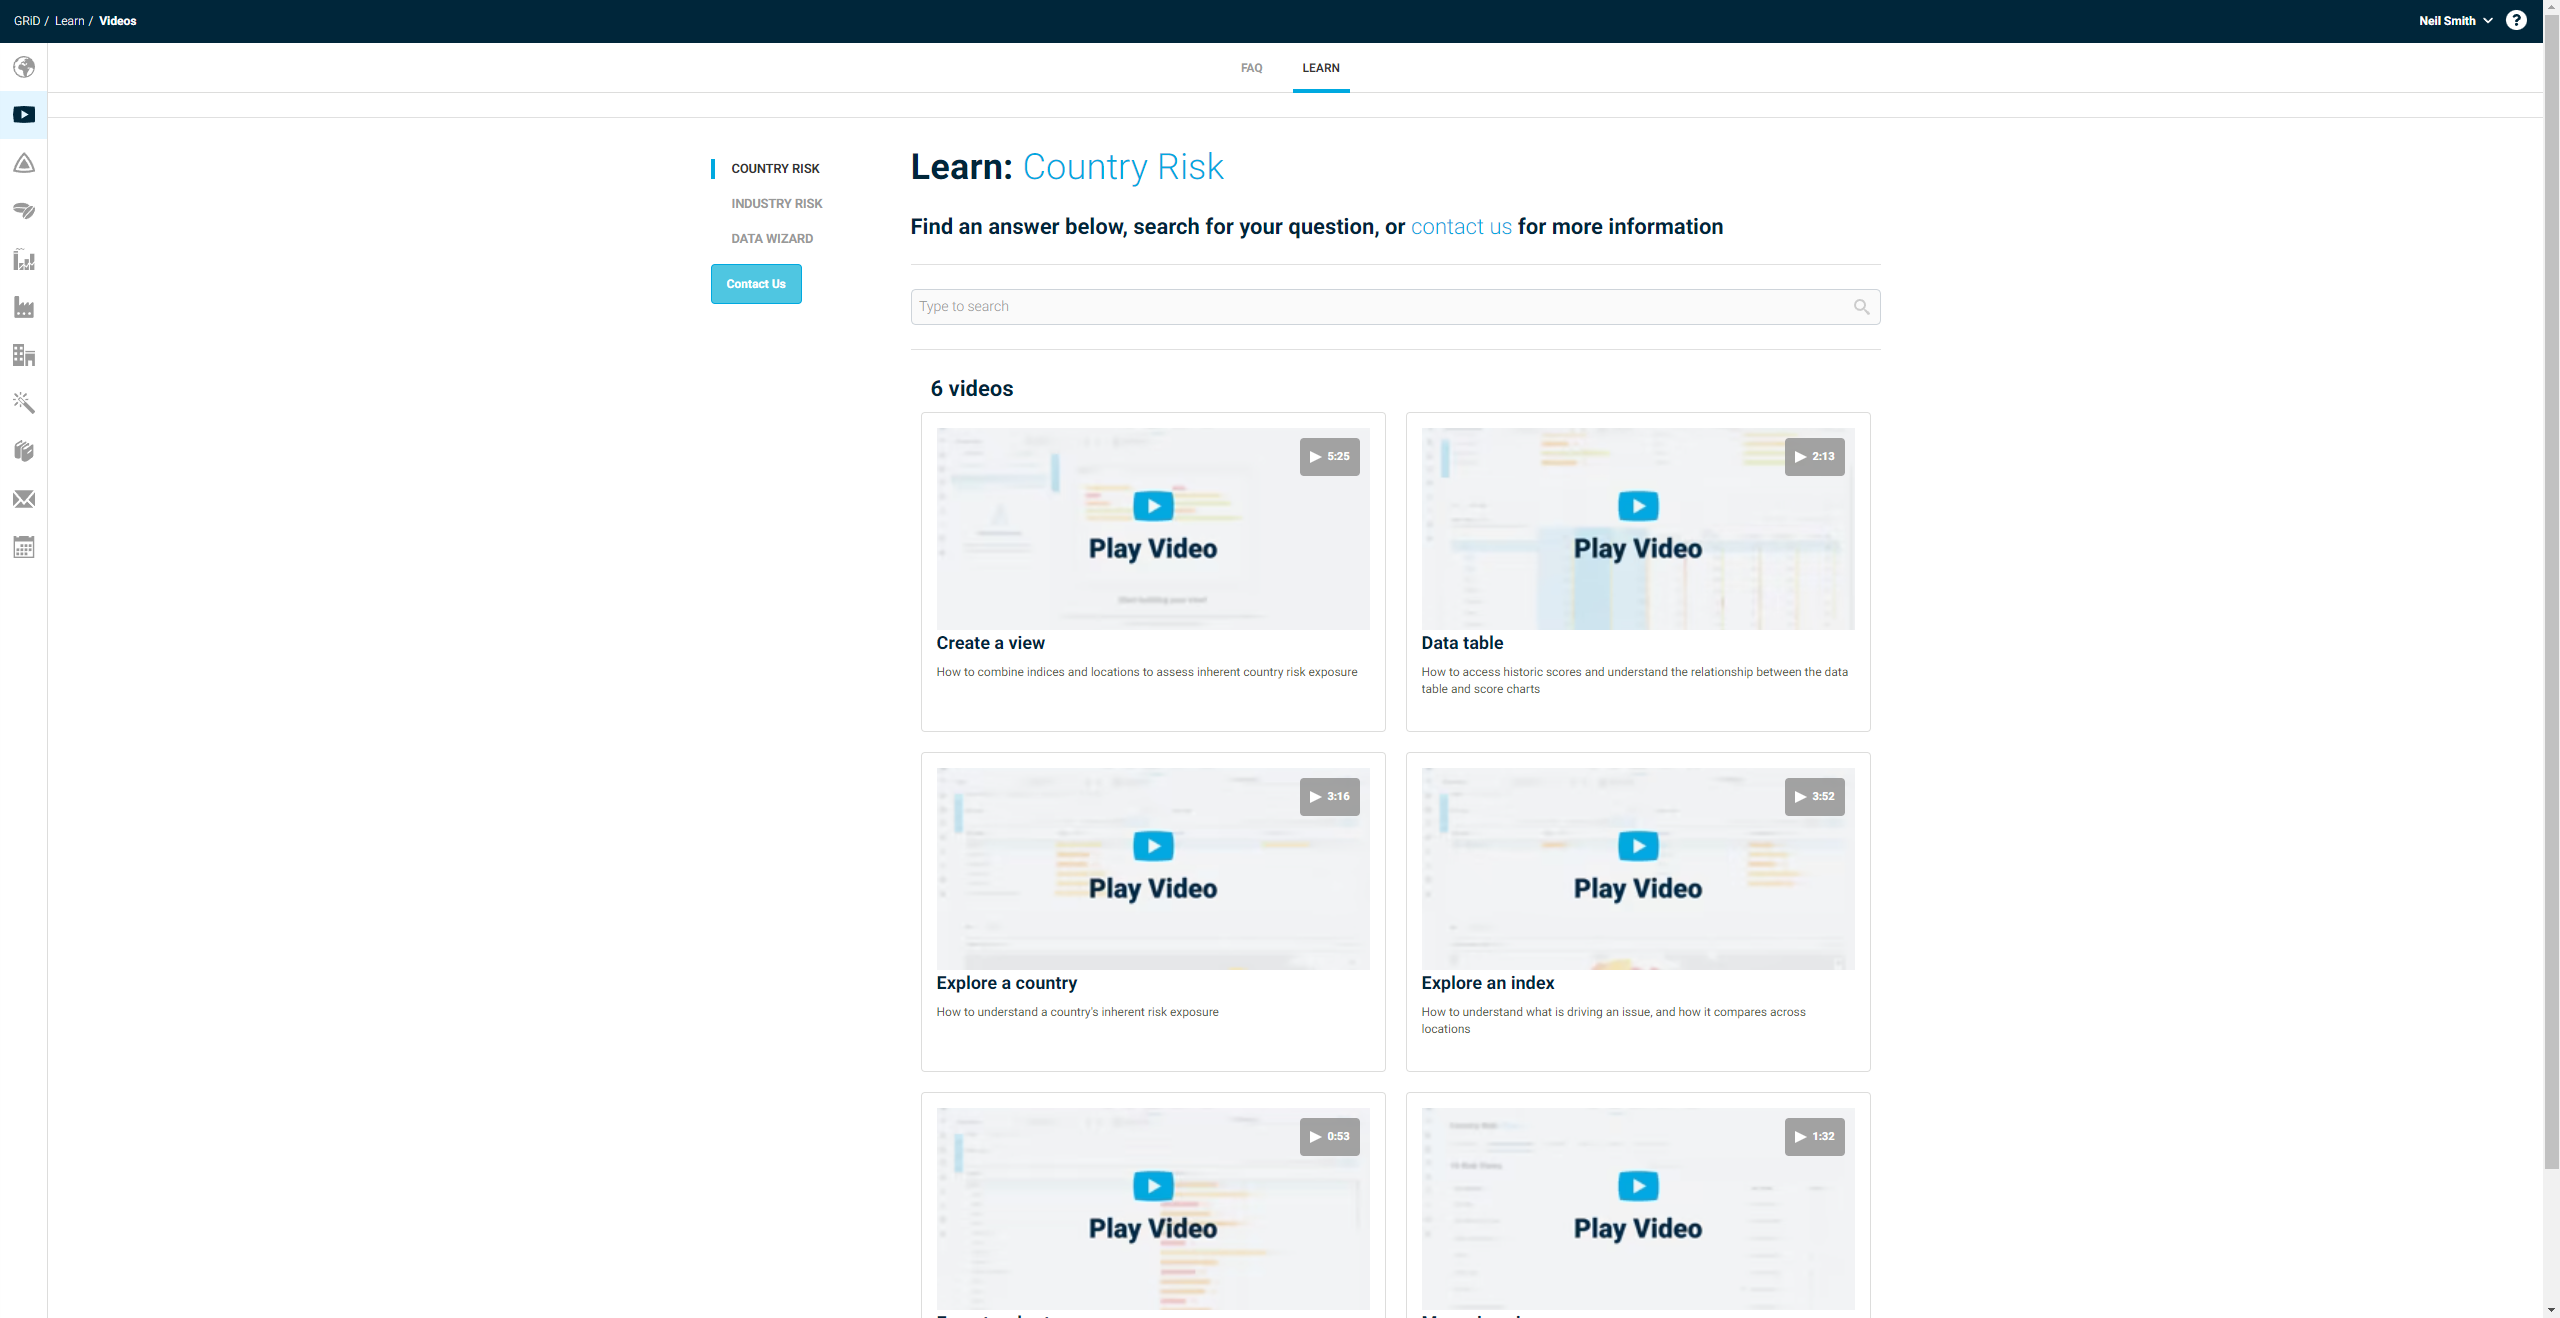 GRiD / Learn / Videos
Neil Smith
FAQ
LEARN
COUNTRY RISK
INDUSTRY RISK
DATA WIZARD
Contact Us
Learn: Country Risk
Find an answer below, search for your question, or contact us for more information
Type to search
6 videos
5:25
Play Video
Create a view
How to combine indices and locations to assess inherent country risk exposure
2:13
Play Video
Data table
How to access historic scores and understand the relationship between the data
table and score charts
3:16
Play Video
Explore a country
How to understand a country's inherent risk exposure
3:52
Play Video
Explore an index
How to understand what is driving an issue, and how it compares across
locations
0:53
Play Video
1:32
Play Video